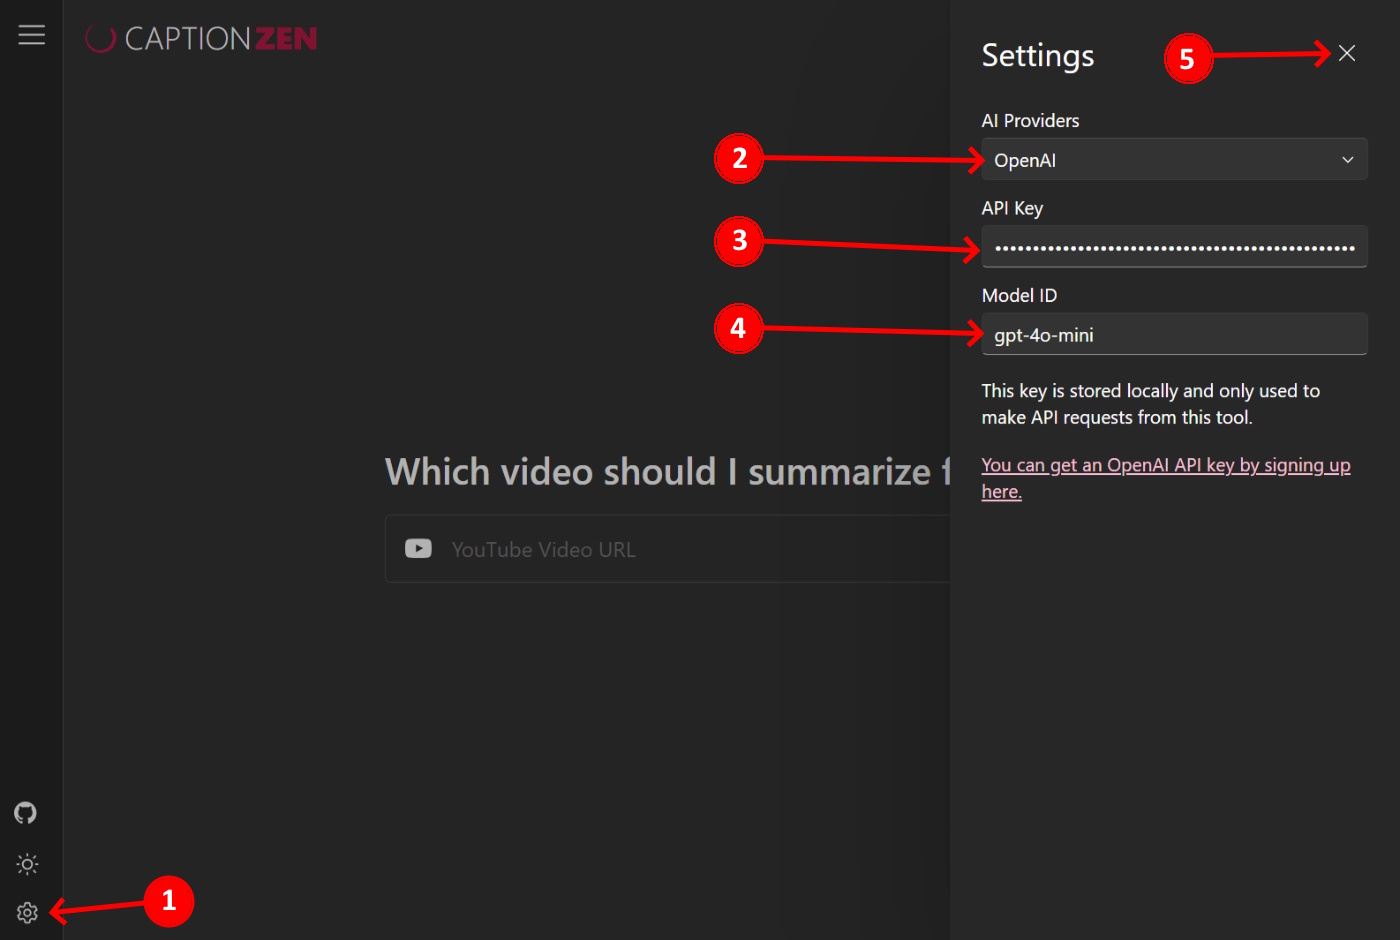 CAPTIONZEN
Settings
5
AI Providers
2
OpenAI
API Key
3
••••••••••••••••••••••••••••••••••••••••••••••••
Model ID
4
gpt-4o-mini
This key is stored locally and only used to
make API requests from this tool.
You can get an OpenAI API key by signing up
here.
Which video should I summarize
YouTube Video URL
1